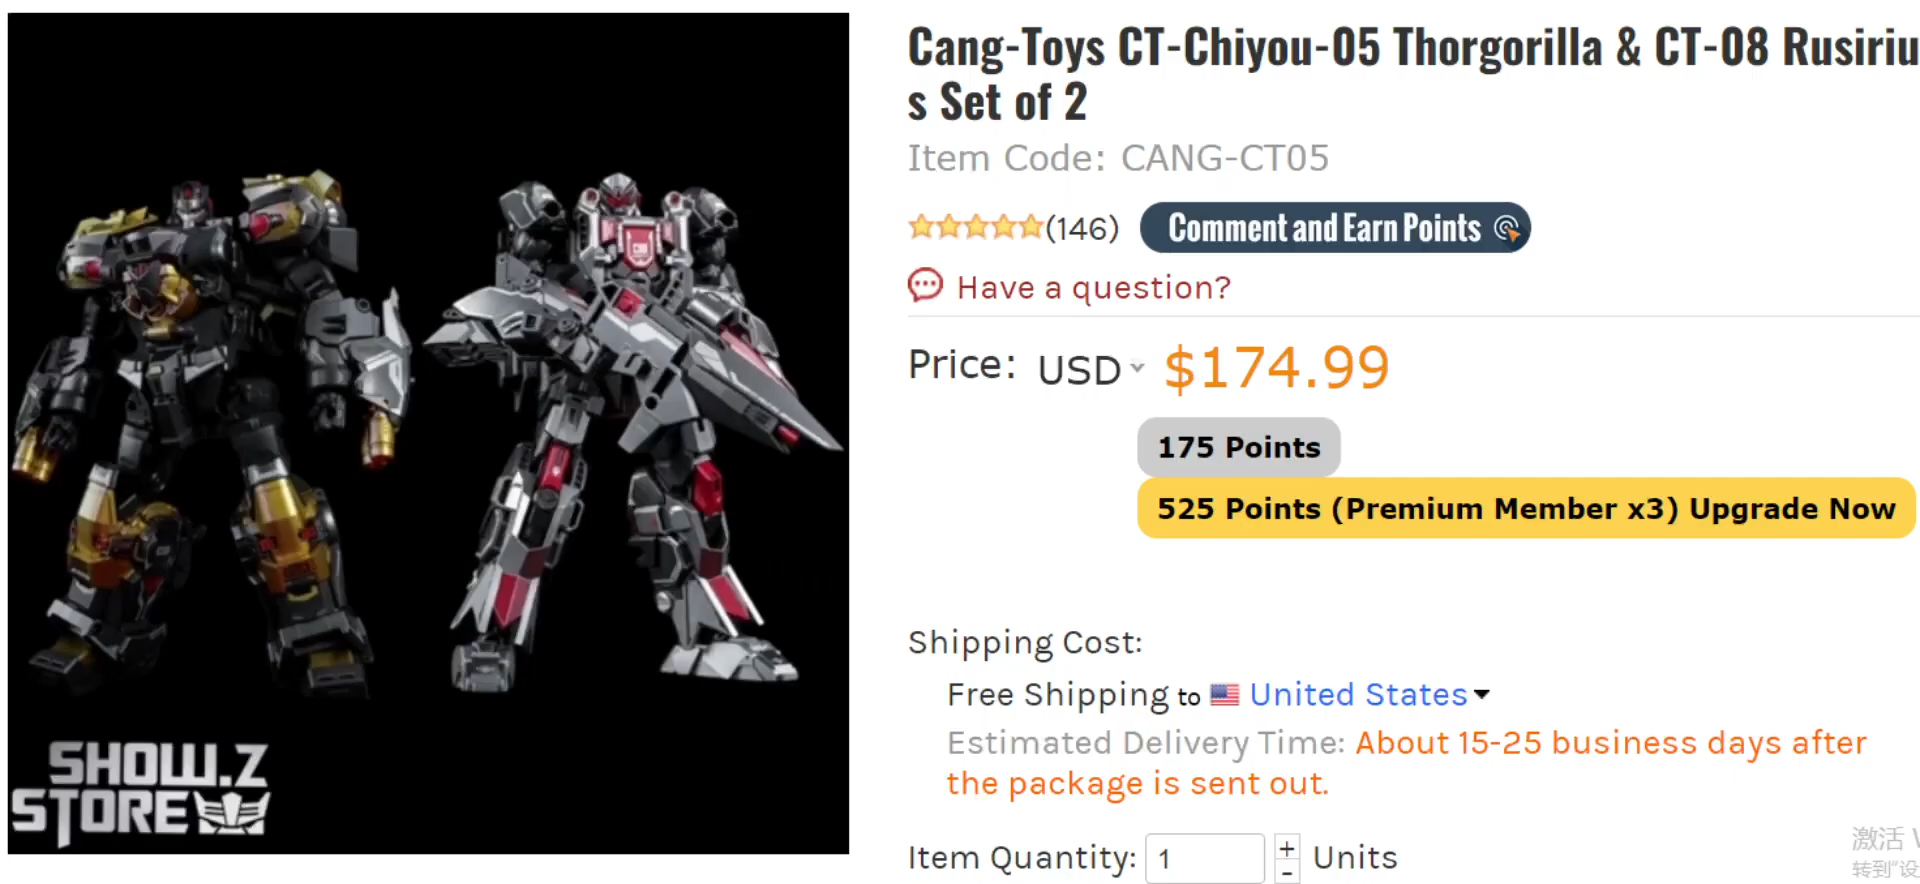 Cang-Toys CT-Chiyou-05 Thorgorilla & CT-08 Rusiriu
s Set of 2
Item Code: CANG-CT05
(146) Comment and Earn Points
Have a question?
Price: USD $174.99
175 Points
525 Points (Premium Member x3) Upgrade Now
Shipping Cost:
Free Shipping to United States
Estimated Delivery Time: About 15-25 business days after
the package is sent out.
Item Quantity: 1 + - Units
SHOW.Z
STORE
激活
转到"设